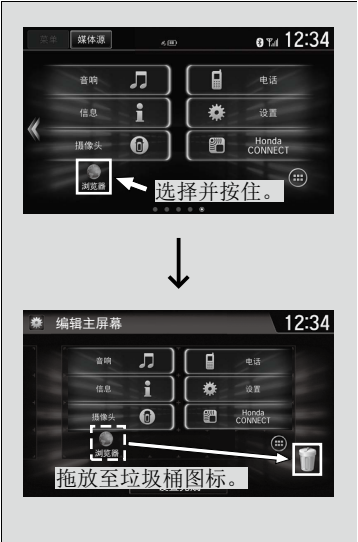 菜单
媒体源
12:34
音响
电话
信息
设置
摄像头
Honda
CONNECT
浏览器
选择并按住。
编辑主屏幕
12:34
音响
电话
信息
设置
摄像头
Honda
CONNECT
浏览器
拖放至垃圾桶图标。